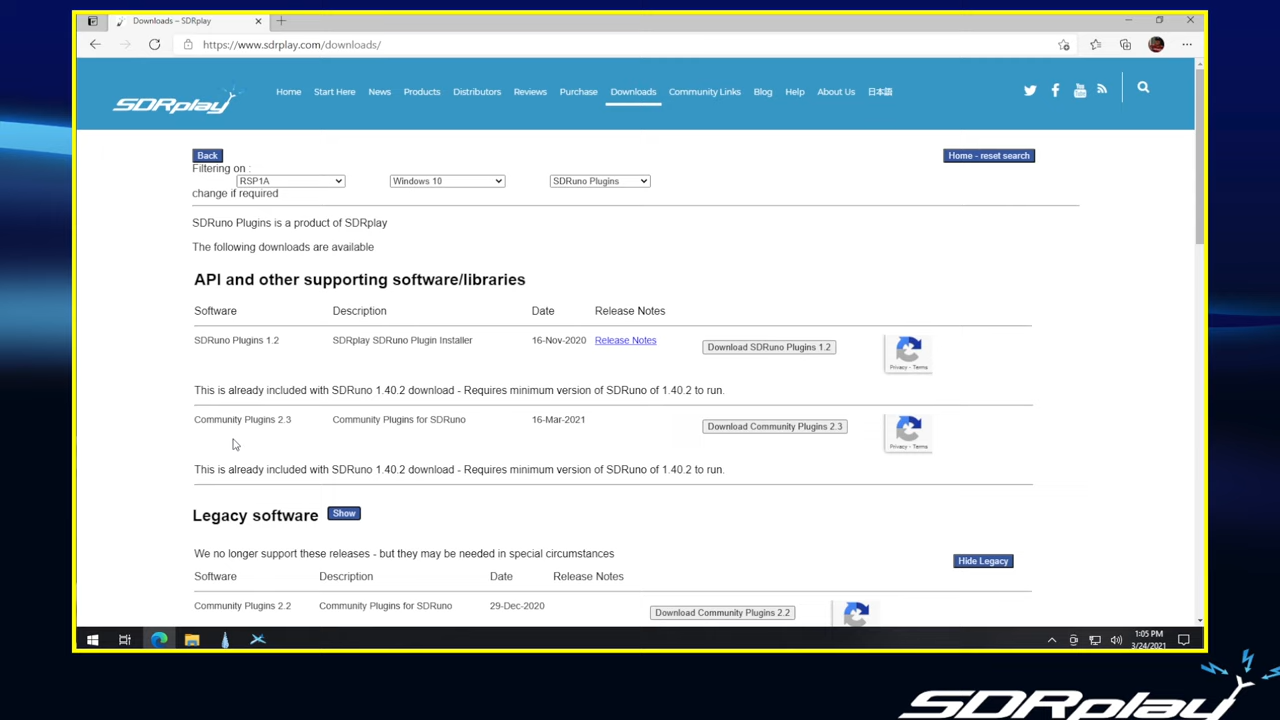 Downloads – SDRplay
https://www.sdrplay.com/downloads/
SDRplay
Home Start Here News Products Distributors Reviews Purchase Downloads Community Links Blog Help About Us 日本語
You Tube
Back
Home - reset search
Filtering on :
RSP1A Windows 10 SDRuno Plugins
change if required
SDRuno Plugins is a product of SDRplay
The following downloads are available
API and other supporting software/libraries
Software Description Date Release Notes
SDRuno Plugins 1.2 SDRplay SDRuno Plugin Installer 16-Nov-2020 Release Notes Download SDRuno Plugins 1.2
Privacy - Terms
This is already included with SDRuno 1.40.2 download - Requires minimum version of SDRuno of 1.40.2 to run.
Community Plugins 2.3 Community Plugins for SDRuno 16-Mar-2021 Download Community Plugins 2.3
Privacy - Terms
This is already included with SDRuno 1.40.2 download - Requires minimum version of SDRuno of 1.40.2 to run.
Legacy software Show
We no longer support these releases - but they may be needed in special circumstances
Hide Legacy
Software Description Date Release Notes
Community Plugins 2.2 Community Plugins for SDRuno 29-Dec-2020 Download Community Plugins 2.2
1:05 PM
3/24/2021
SDRplay